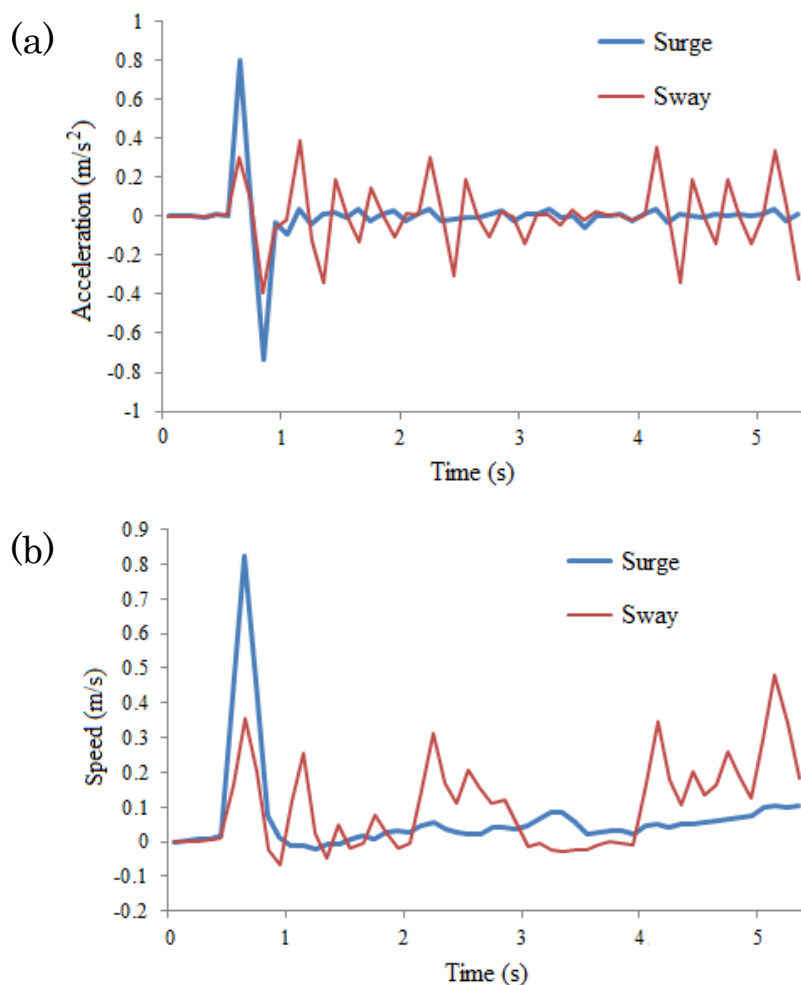 (a)
Surge
Sway
Acceleration (m/s²)
1
0.8
0.6
0.4
0.2
0
-0.2
-0.4
-0.6
-0.8
-1
0 1 2 3 4 5
Time (s)
(b)
Surge
Sway
Speed (m/s)
0.9
0.8
0.7
0.6
0.5
0.4
0.3
0.2
0.1
0
-0.1
-0.2
0 1 2 3 4 5
Time (s)